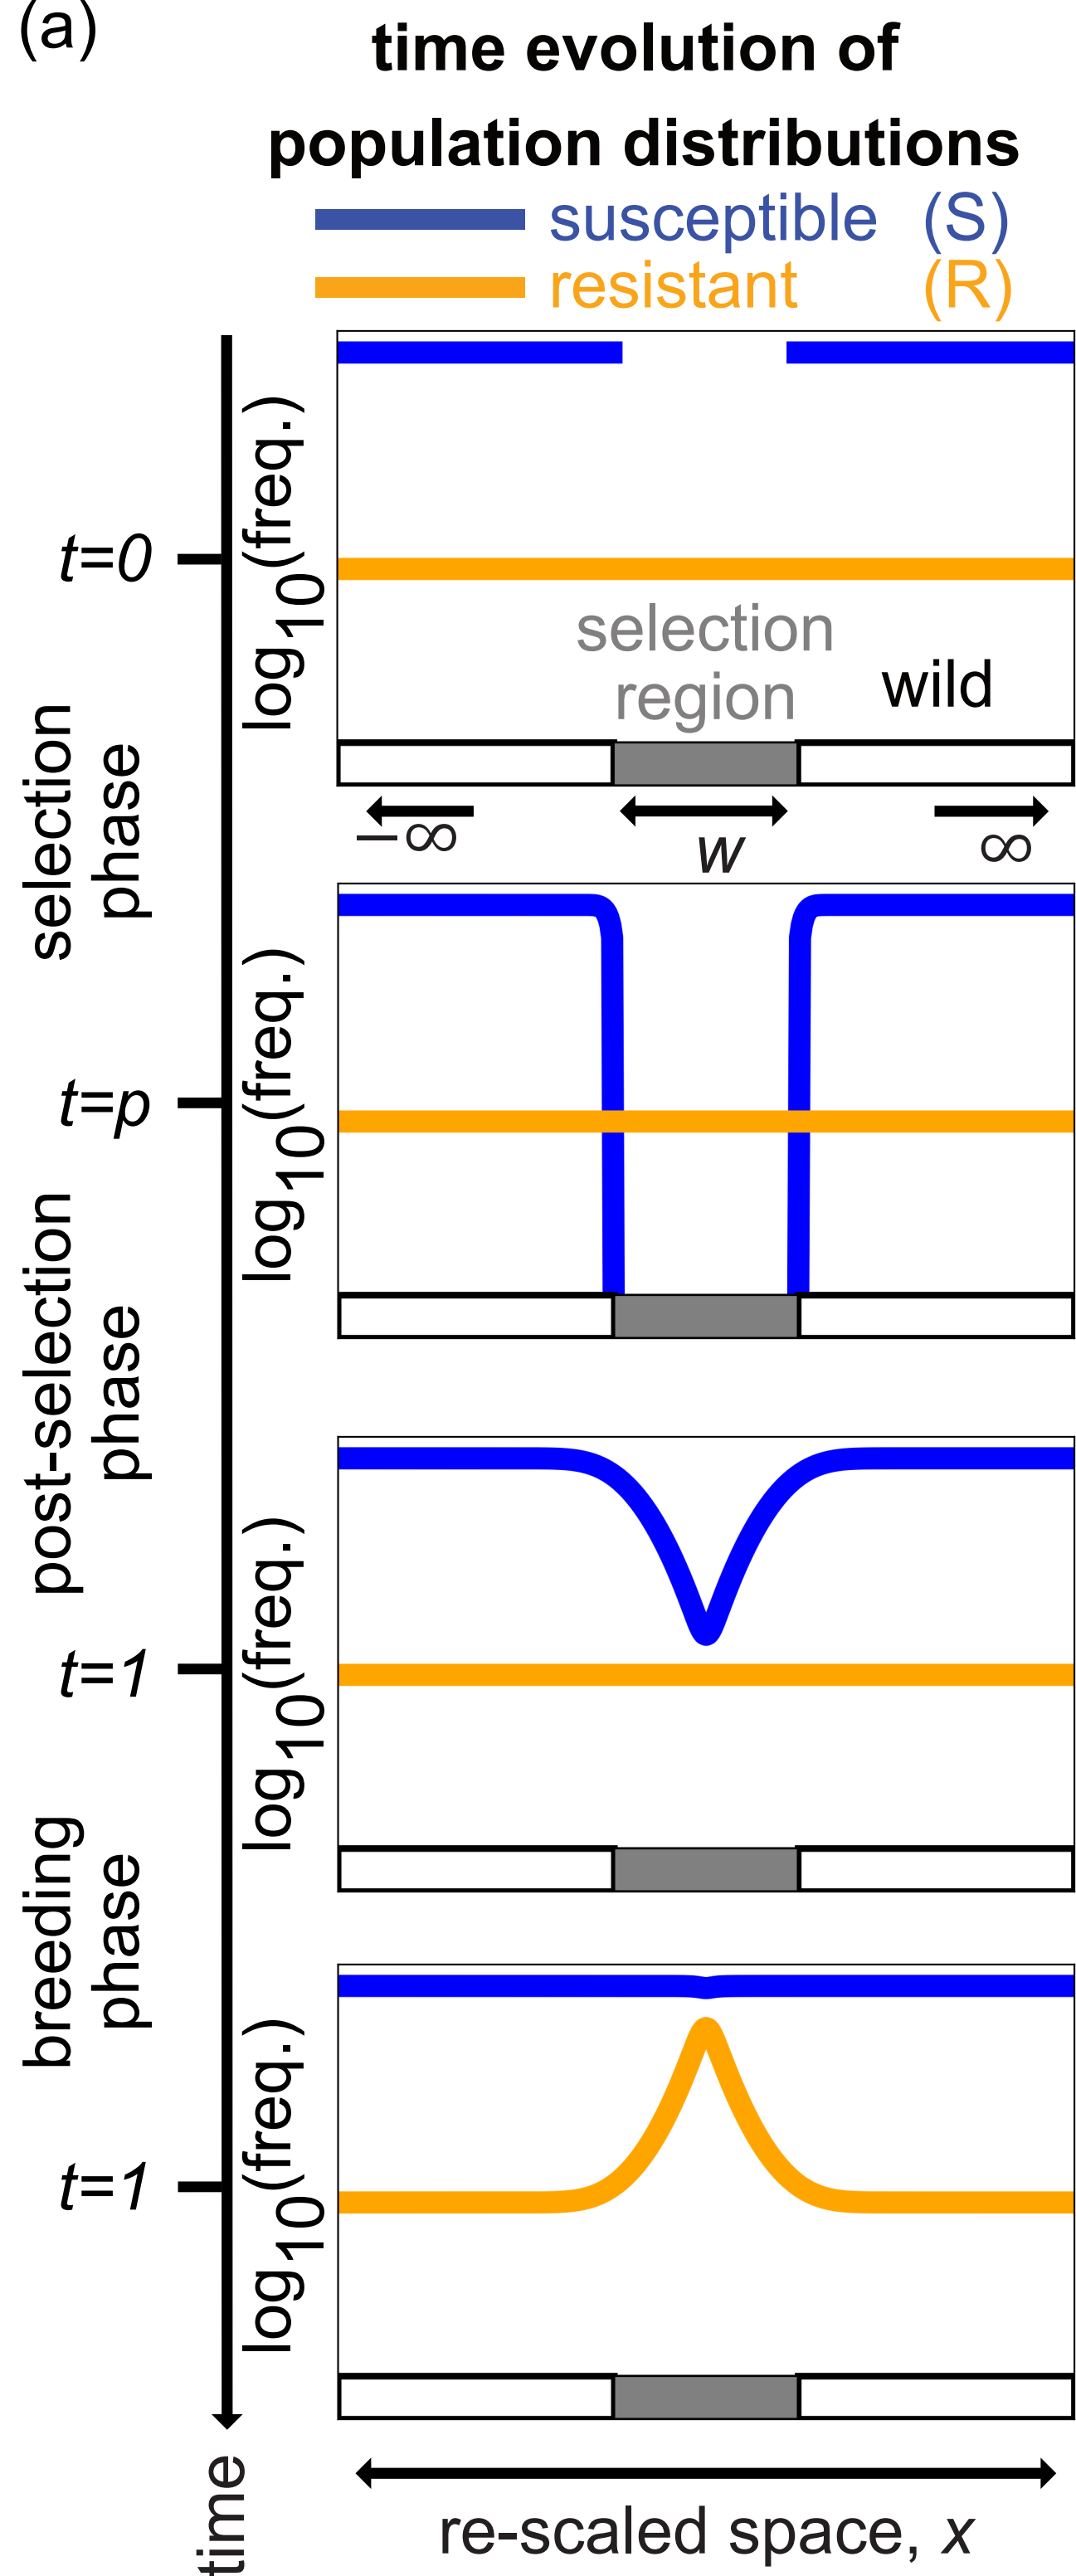 (a)
time evolution of
population distributions
susceptible (S)
resistant (R)
log10(freq.)
t=0
selection
region
wild
−∞
w
∞
selection
phase
log10(freq.)
t=p
post-selection
phase
log10(freq.)
t=1
breeding
phase
log10(freq.)
t=1
time
re-scaled space, x